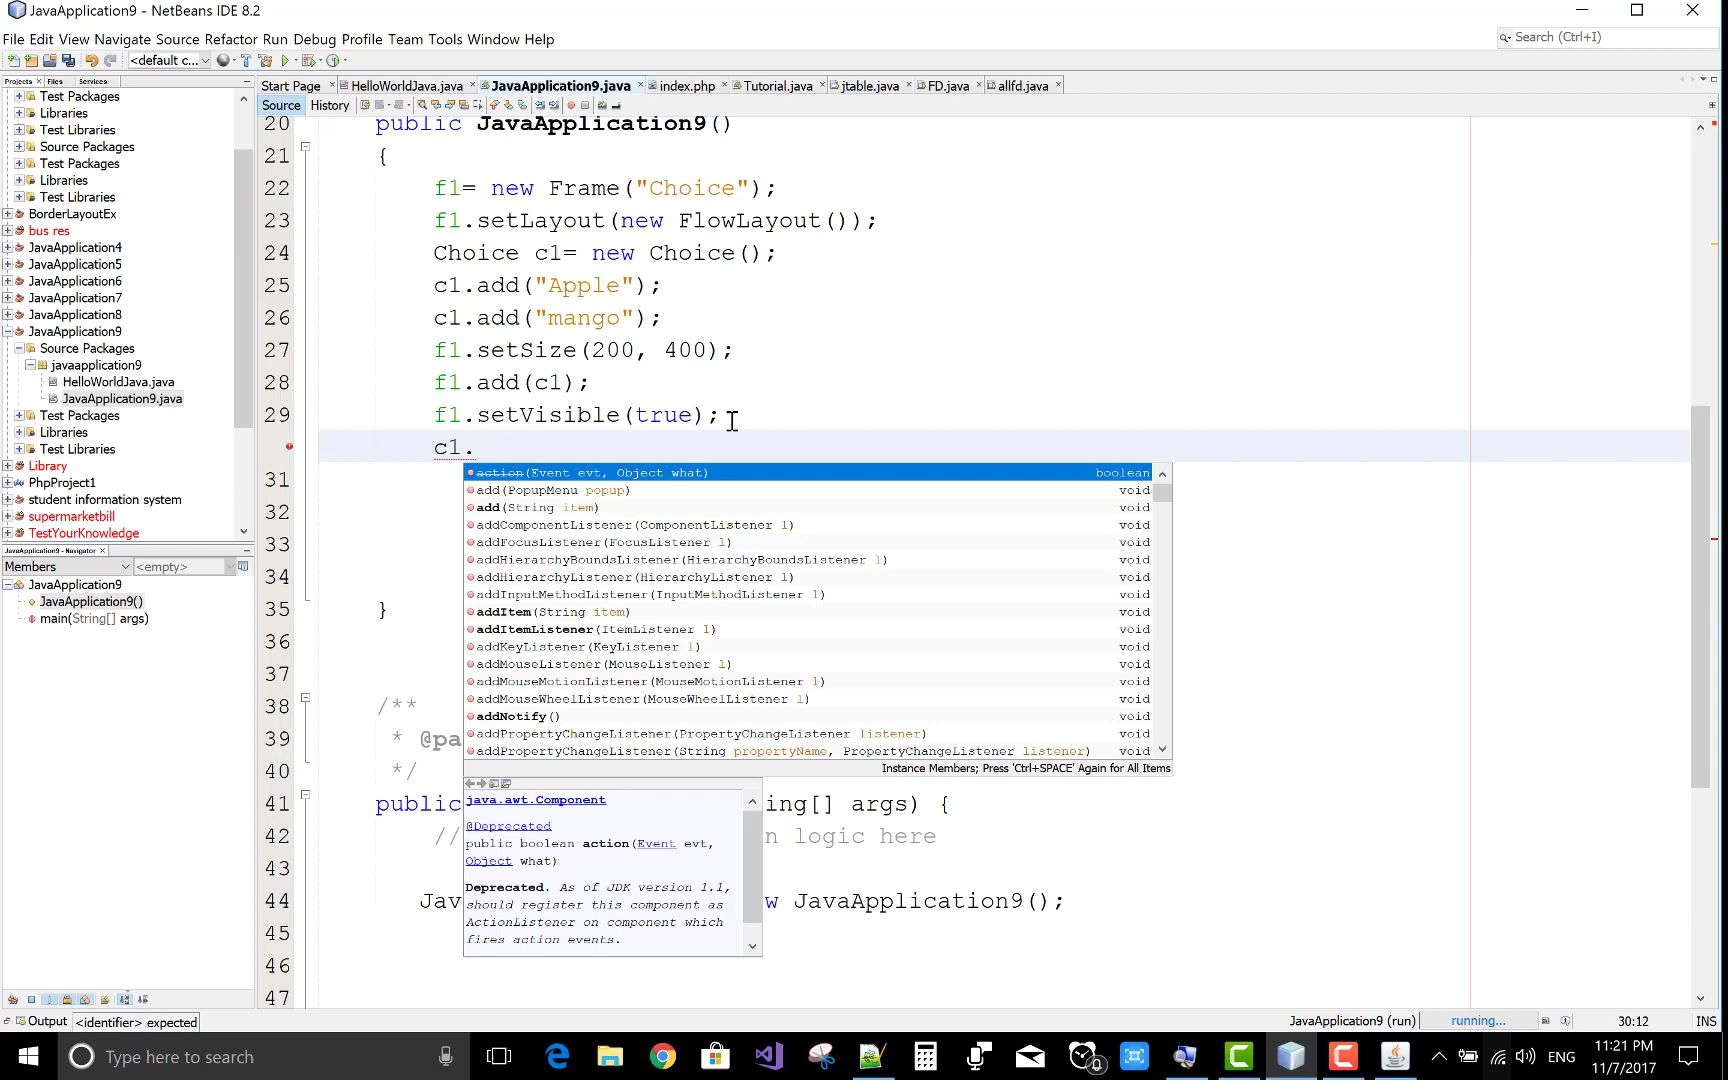 JavaApplication9 - NetBeans IDE 8.2
File Edit View Navigate Source Refactor Run Debug Profile Team Tools Window Help
Search (Ctrl+I)
<default c...
Projects
Files
Services
Start Page
HelloWorldJava.java
JavaApplication9.java
index.php
Tutorial.java
jtable.java
FD.java
allfd.java
Source
History
Test Packages
Libraries
Test Libraries
Source Packages
Test Packages
Libraries
Test Libraries
BorderLayoutEx
bus res
JavaApplication4
JavaApplication5
JavaApplication6
JavaApplication7
JavaApplication8
JavaApplication9
Source Packages
javaapplication9
HelloWorldJava.java
JavaApplication9.java
Test Packages
Libraries
Test Libraries
Library
PhpProject1
student information system
supermarketbill
TestYourKnowledge
JavaApplication9 - Navigator
Members
<empty>
JavaApplication9
JavaApplication9()
main(String[] args)
20 public JavaApplication9()
21 {
22 f1= new Frame("Choice");
23 f1.setLayout(new FlowLayout());
24 Choice c1= new Choice();
25 c1.add("Apple");
26 c1.add("mango");
27 f1.setSize(200, 400);
28 f1.add(c1);
29 f1.setVisible(true);
c1.
31
32
33
34
35 }
36
37
38 /**
39 * @pa
40 */
41 public ing[] args) {
42 // n logic here
43
44 Jav w JavaApplication9();
45
46
47
action(Event evt, Object what) boolean
add(PopupMenu popup) void
add(String item) void
addComponentListener(ComponentListener l) void
addFocusListener(FocusListener l) void
addHierarchyBoundsListener(HierarchyBoundsListener l) void
addHierarchyListener(HierarchyListener l) void
addInputMethodListener(InputMethodListener l) void
addItem(String item) void
addItemListener(ItemListener l) void
addKeyListener(KeyListener l) void
addMouseListener(MouseListener l) void
addMouseMotionListener(MouseMotionListener l) void
addMouseWheelListener(MouseWheelListener l) void
addNotify() void
addPropertyChangeListener(PropertyChangeListener listener) void
addPropertyChangeListener(String propertyName, PropertyChangeListener listener) void
Instance Members; Press 'Ctrl+SPACE' Again for All Items
java.awt.Component
@Deprecated
public boolean action(Event evt,
Object what)
Deprecated. As of JDK version 1.1,
should register this component as
ActionListener on component which
fires action events.
Output
<identifier> expected
JavaApplication9 (run)
running...
30:12
INS
Type here to search
ENG
11:21 PM
11/7/2017